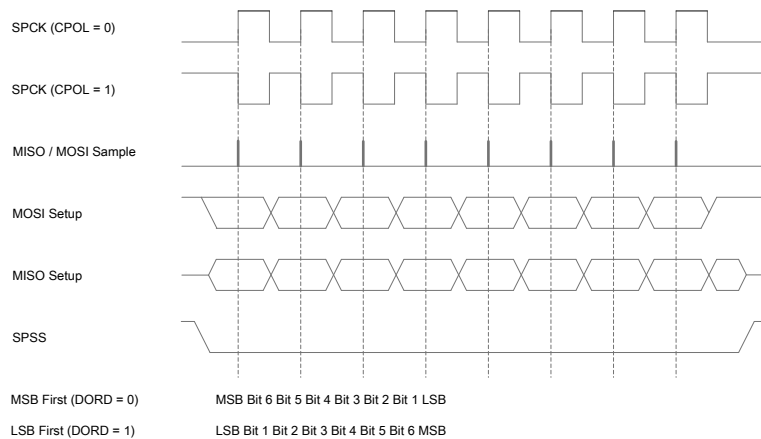 SPCK (CPOL = 0)
SPCK (CPOL = 1)
MISO / MOSI Sample
MOSI Setup
MISO Setup
SPSS
MSB First (DORD = 0) MSB Bit 6 Bit 5 Bit 4 Bit 3 Bit 2 Bit 1 LSB
LSB First (DORD = 1) LSB Bit 1 Bit 2 Bit 3 Bit 4 Bit 5 Bit 6 MSB